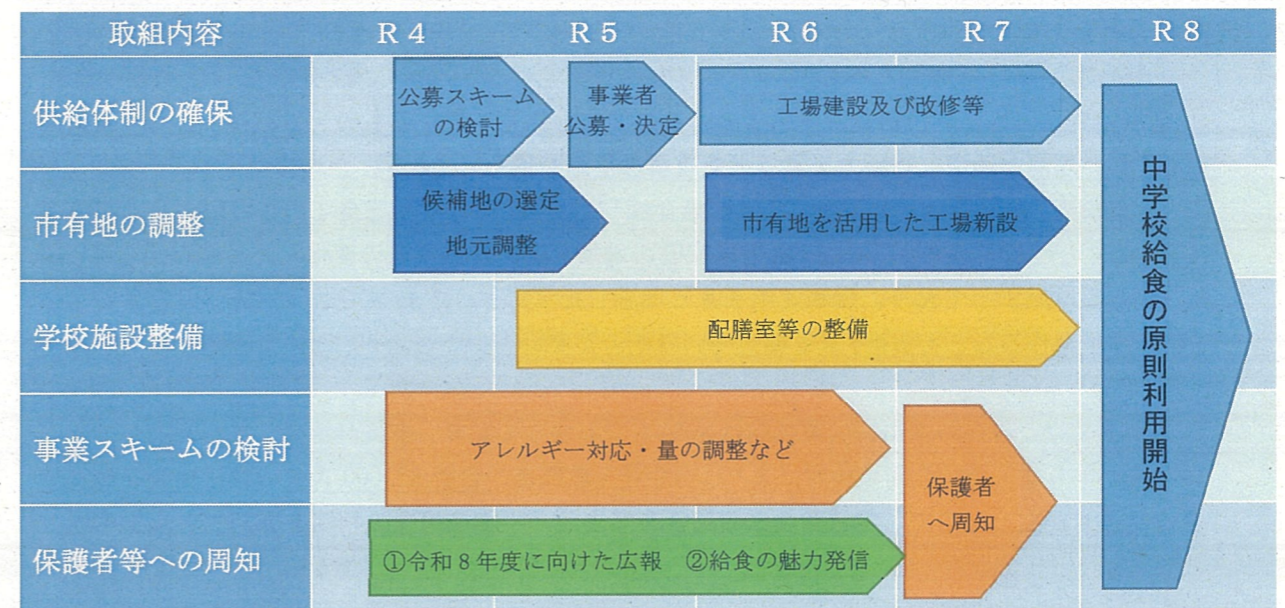 取組内容 R4 R5 R6 R7 R8
供給体制の確保
公募スキーム
の検討
事業者
公募・決定
工場建設及び改修等
市有地の調整
候補地の選定
地元調整
市有地を活用した工場新設
学校施設整備
配膳室等の整備
事業スキームの検討
アレルギー対応・量の調整など
保護者等への周知
①令和8年度に向けた広報 ②給食の魅力発信
保護者
へ周知
中学校給食の原則利用開始